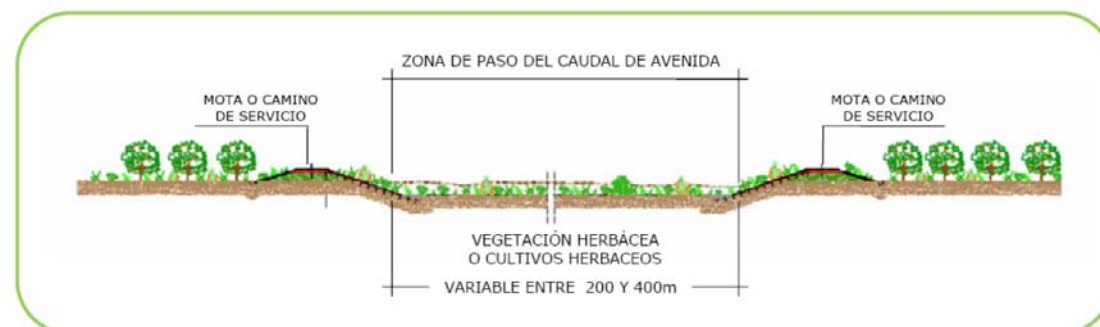 ZONA DE PASO DEL CAUDAL DE AVENIDA
MOTA O CAMINO
DE SERVICIO
MOTA O CAMINO
DE SERVICIO
VEGETACIÓN HERBÁCEA
O CULTIVOS HERBACEOS
VARIABLE ENTRE 200 Y 400m